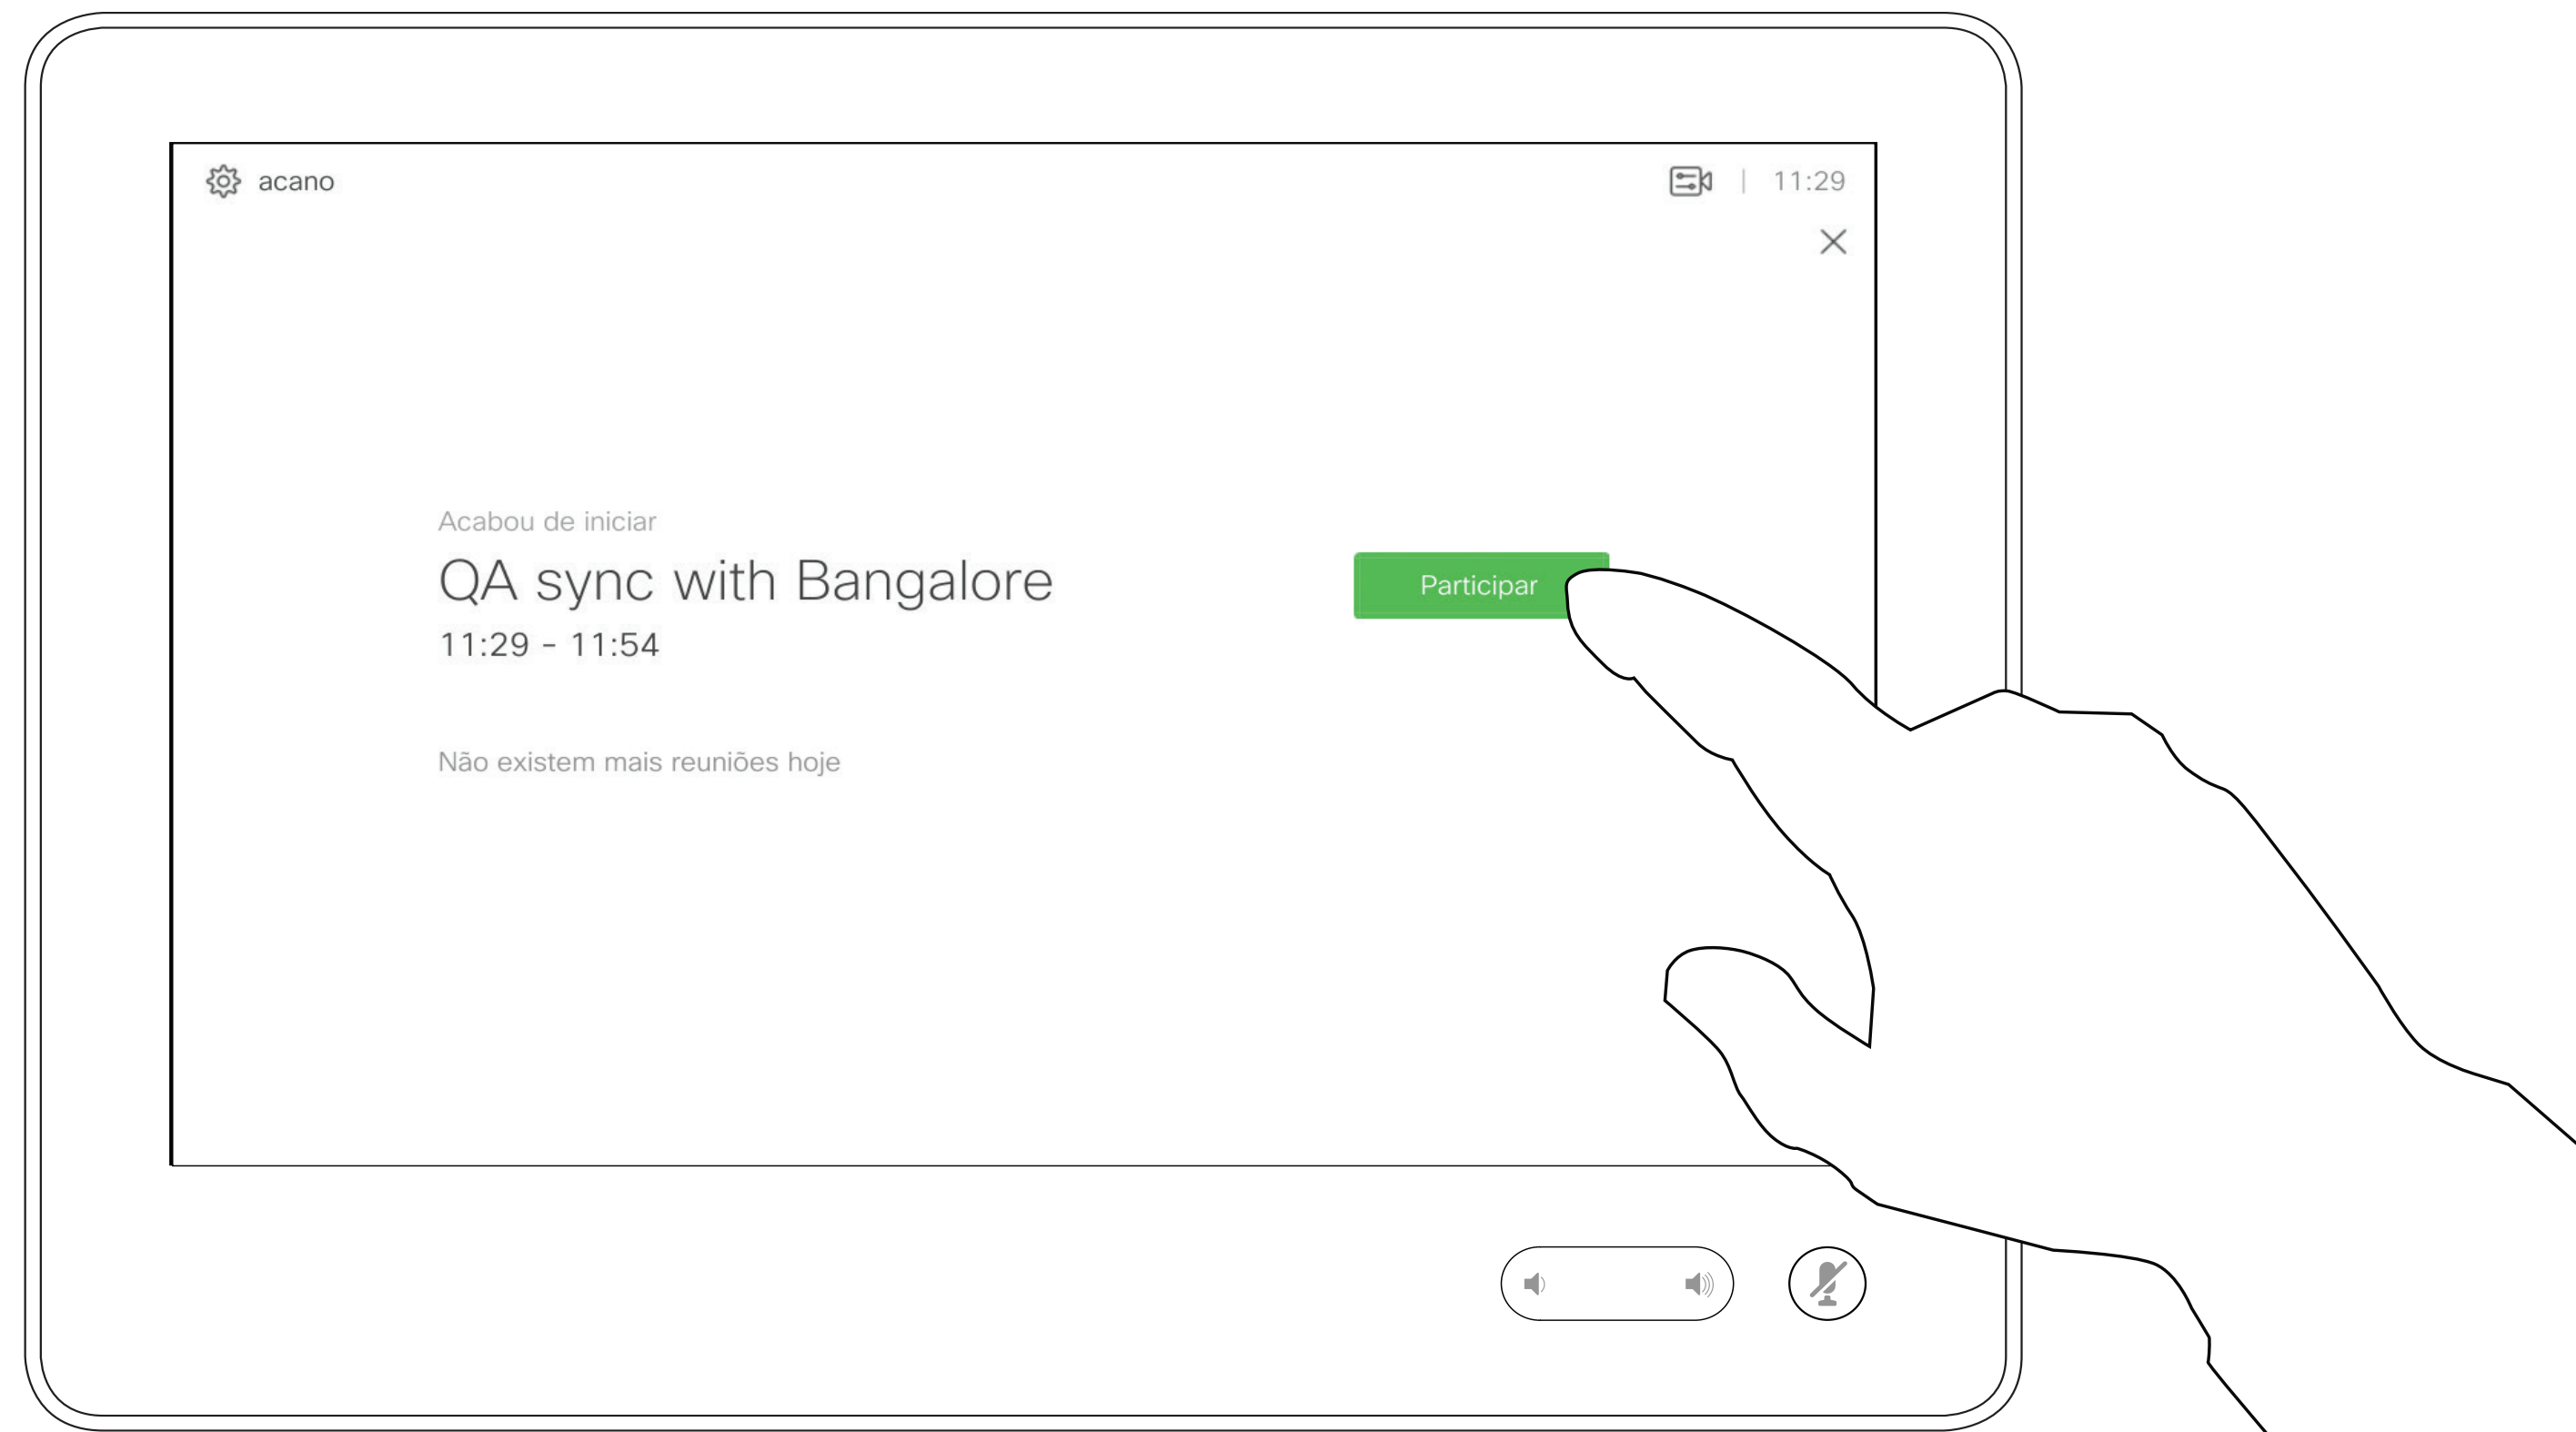 acano
11:29
Acabou de iniciar
QA sync with Bangalore
Participar
11:29 - 11:54
Não existem mais reuniões hoje